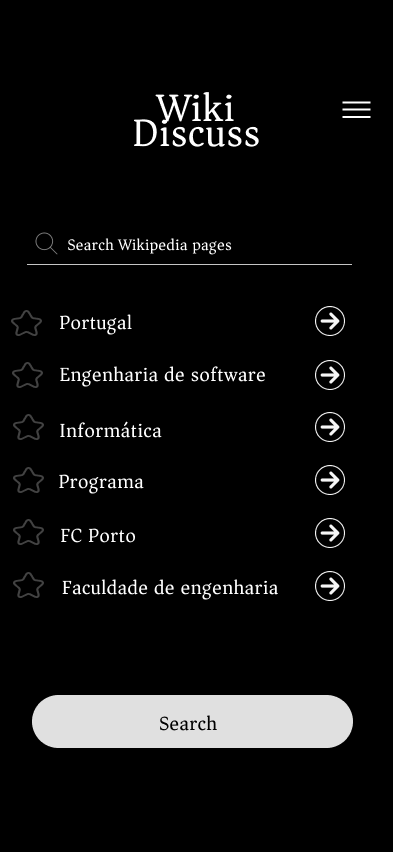 Wiki
Discuss
Search Wikipedia pages
Portugal
Engenharia de software
Informática
Programa
FC Porto
Faculdade de engenharia
Search